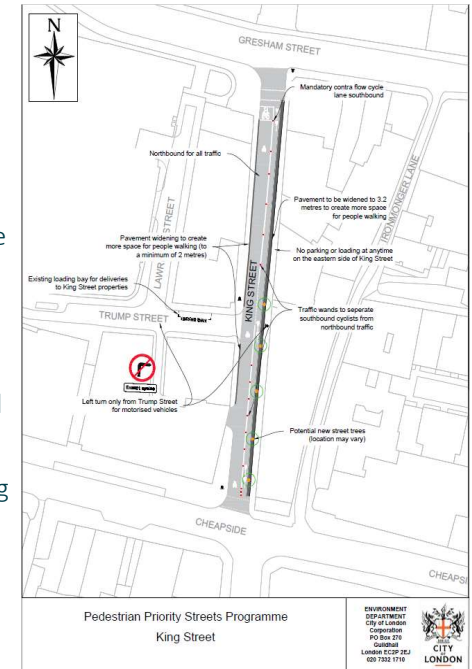 N
GRESHAM STREET
Mandatory contra flow cycle
lane southbound
Northbound for all traffic
IRONMONGER LANE
LAWR STREET
Pavement to be widened to 3.2
metres to create more space
for people walking
Pavement widening to create
more space for people walking (to
a minimum of 2 metres)
No parking or loading at anytime
on the eastern side of King Street
Existing loading bay for deliveries
to King Street properties
KING STREET
TRUMP STREET
Traffic wands to seperate
southbound cyclists from
northbound traffic
Except cycles
Left turn only from Trump Street
for motorised vehicles
Potential new street trees
(location may vary)
CHEAPSIDE
CHEAPSI
Pedestrian Priority Streets Programme
King Street
ENVIRONMENT
DEPARTMENT
City of London
Corporation
PO Box 270
Guildhall
London EC2P 2EJ
020 7332 1710
CITY
OF
LONDON